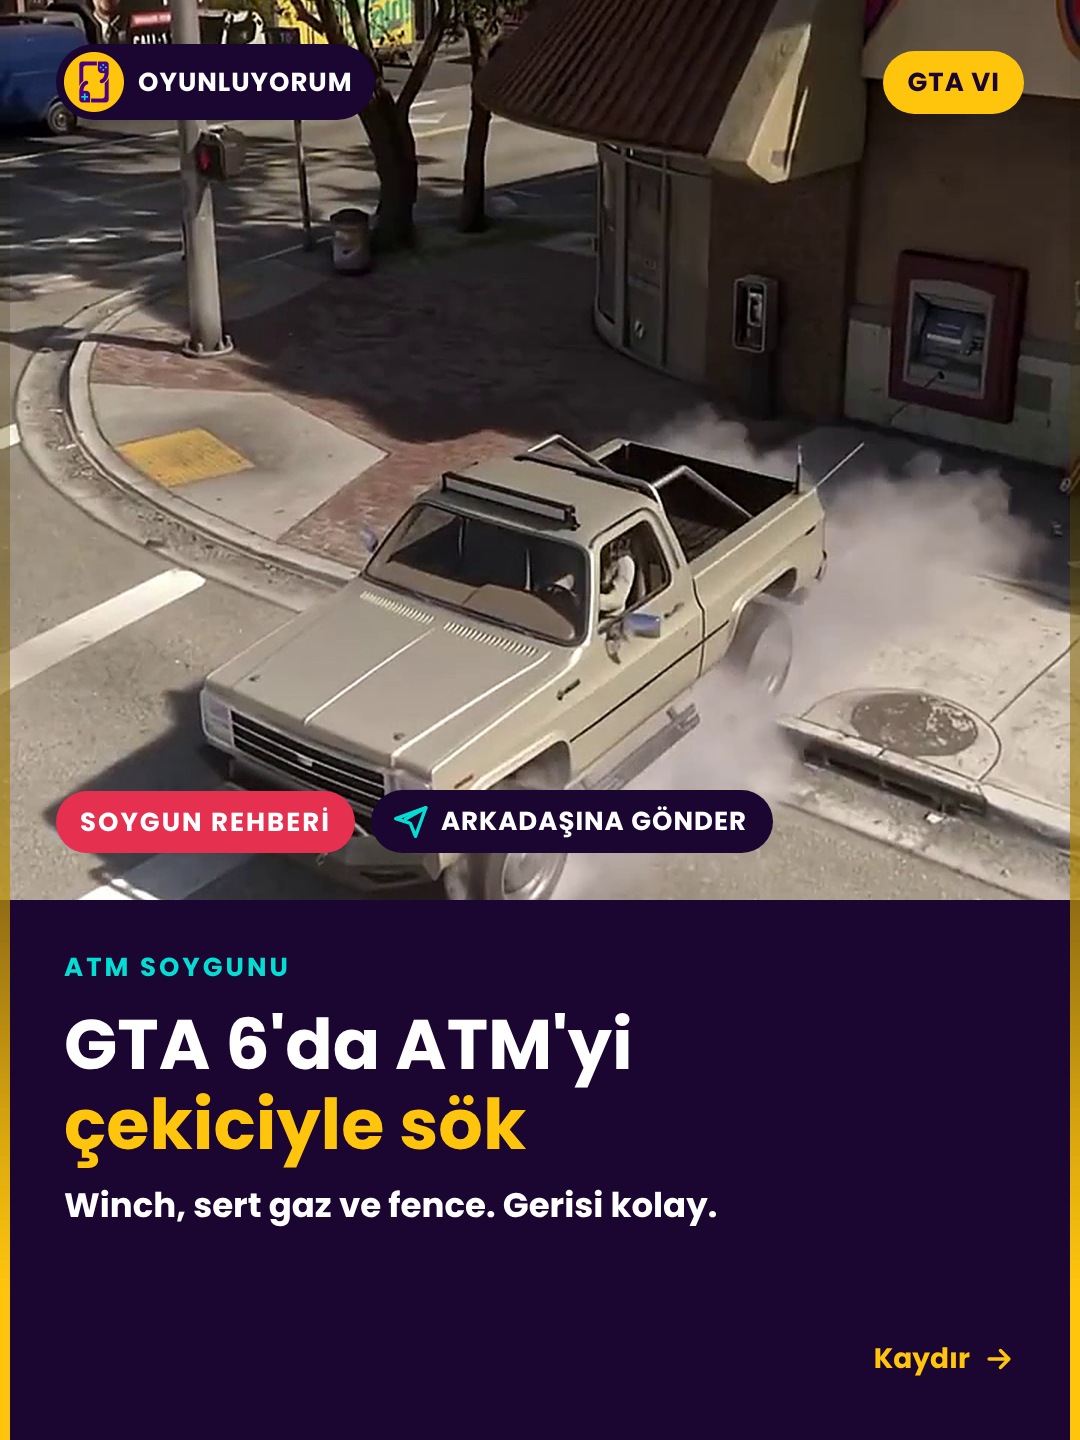 OYUNLUYORUM
GTA VI
SOYGUN REHBERİ
ARKADAŞINA GÖNDER
ATM SOYGUNU
GTA 6'da ATM'yi
çekiciyle sök
Winch, sert gaz ve fence. Gerisi kolay.
Kaydır →